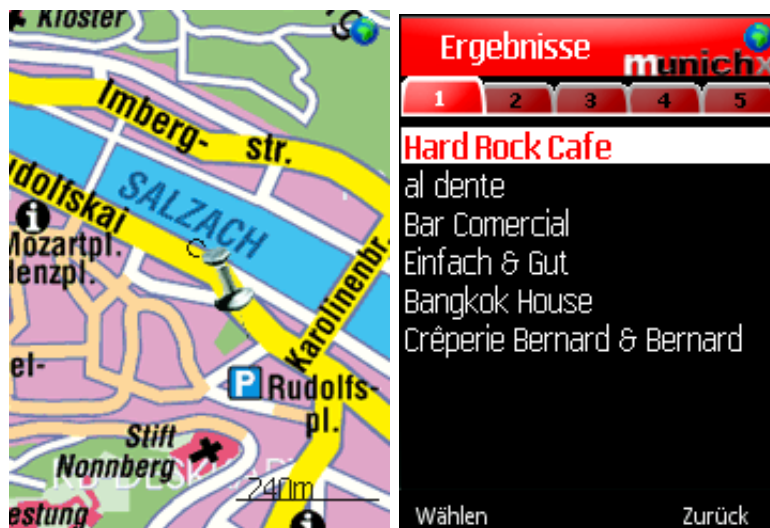 Kloster
Imberg-
str.
SALZACH
udolfskai
Mozartpl.
Karolinenbr.
el-
P
Rudolfs-
pl.
Stift
Nonnberg
240m
estung
Ergebnisse
munichx
1 2 3 4 5
Hard Rock Cafe
al dente
Bar Comercial
Einfach & Gut
Bangkok House
Crêperie Bernard & Bernard
Wählen
Zurück